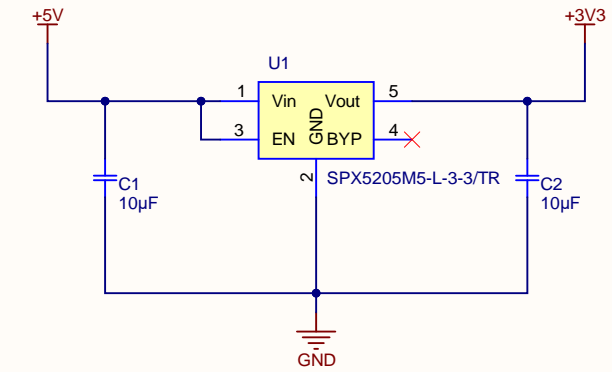 +5V
+3V3
U1
1
Vin
Vout
5
3
EN
GND
BYP
4
2
SPX5205M5-L-3-3/TR
C1
10µF
C2
10µF
GND